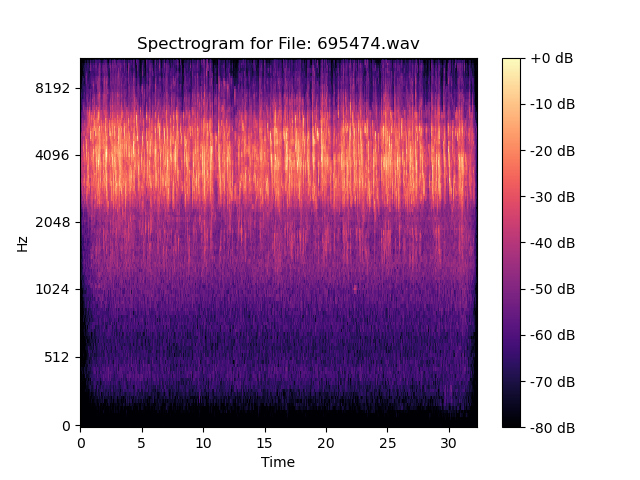 Spectrogram for File: 695474.wav
Hz
8192
4096
2048
1024
512
0
0 5 10 15 20 25 30
Time
+0 dB
-10 dB
-20 dB
-30 dB
-40 dB
-50 dB
-60 dB
-70 dB
-80 dB